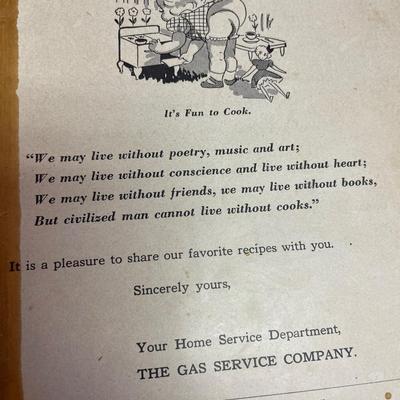 It's Fun to Cook.
"We may live without poetry, music and art;
We may live without conscience and live without heart;
We may live without friends, we may live without books,
But civilized man cannot live without cooks."
It is a pleasure to share our favorite recipes with you.
Sincerely yours,
Your Home Service Department,
THE GAS SERVICE COMPANY.